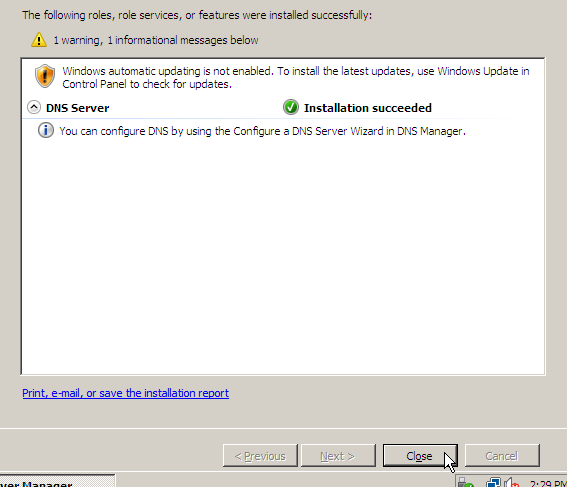 The following roles, role services, or features were installed successfully:
1 warning, 1 informational messages below
Windows automatic updating is not enabled. To install the latest updates, use Windows Update in
Control Panel to check for updates.
DNS Server Installation succeeded
You can configure DNS by using the Configure a DNS Server Wizard in DNS Manager.
Print, e-mail, or save the installation report
< Previous Next > Close Cancel
ver Manager 2:29 PM